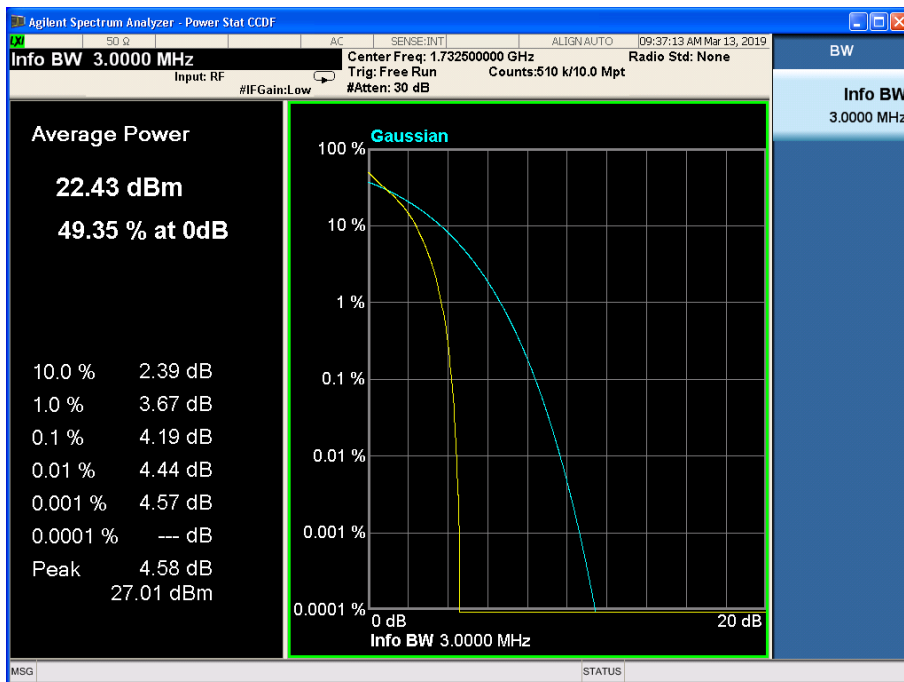 Agilent Spectrum Analyzer - Power Stat CCDF
LXI 50 Ω AC SENSE:INT ALIGN AUTO 09:37:13 AM Mar 13, 2019
Info BW 3.0000 MHz
Center Freq: 1.732500000 GHz Radio Std: None
Input: RF Trig: Free Run Counts:510 k/10.0 Mpt
#IFGain:Low #Atten: 30 dB
BW
Info BW
3.0000 MHz
Average Power
22.43 dBm
49.35 % at 0dB
10.0 % 2.39 dB
1.0 % 3.67 dB
0.1 % 4.19 dB
0.01 % 4.44 dB
0.001 % 4.57 dB
0.0001 % --- dB
Peak 4.58 dB
27.01 dBm
Gaussian
100 %
10 %
1 %
0.1 %
0.01 %
0.001 %
0.0001 %
0 dB 20 dB
Info BW 3.0000 MHz
MSG STATUS